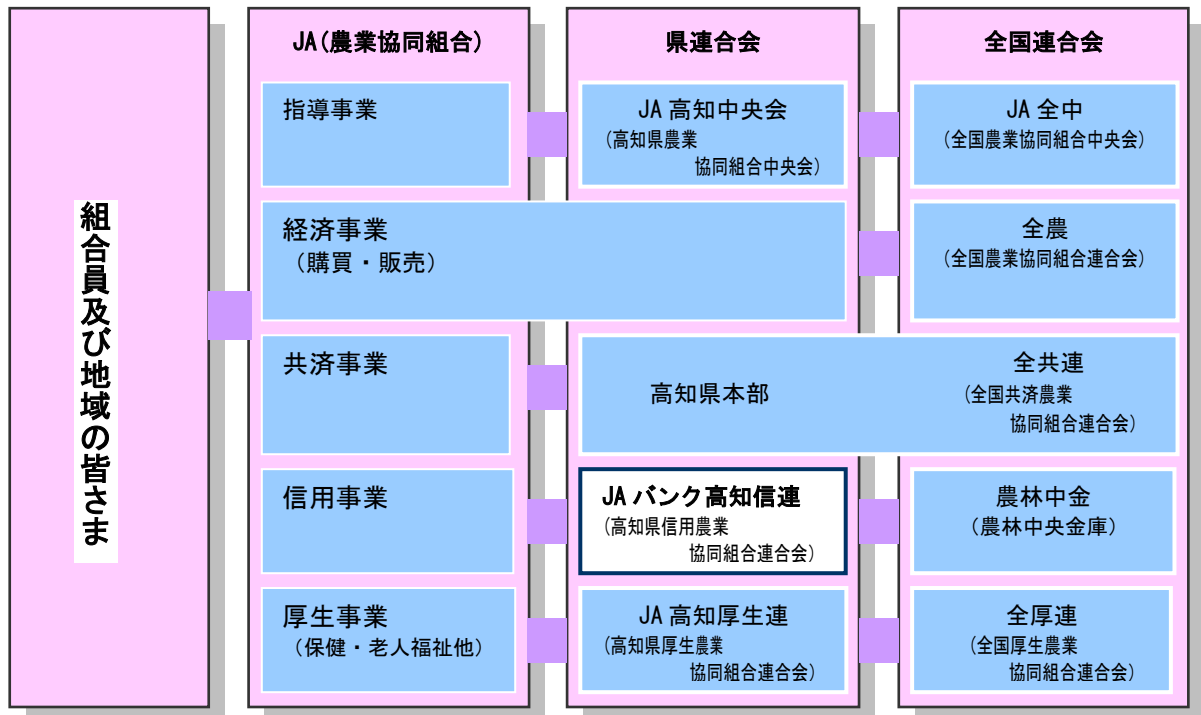 組合員及び地域の皆さま
JA(農業協同組合)
指導事業
経済事業
（購買・販売）
共済事業
信用事業
厚生事業
（保健・老人福祉他）
県連合会
JA 高知中央会
（高知県農業
協同組合中央会）
高知県本部
JA バンク高知信連
（高知県信用農業
協同組合連合会）
JA 高知厚生連
（高知県厚生農業
協同組合連合会）
全国連合会
JA 全中
（全国農業協同組合中央会）
全農
（全国農業協同組合連合会）
全共連
（全国共済農業
協同組合連合会）
農林中金
（農林中央金庫）
全厚連
（全国厚生農業
協同組合連合会）